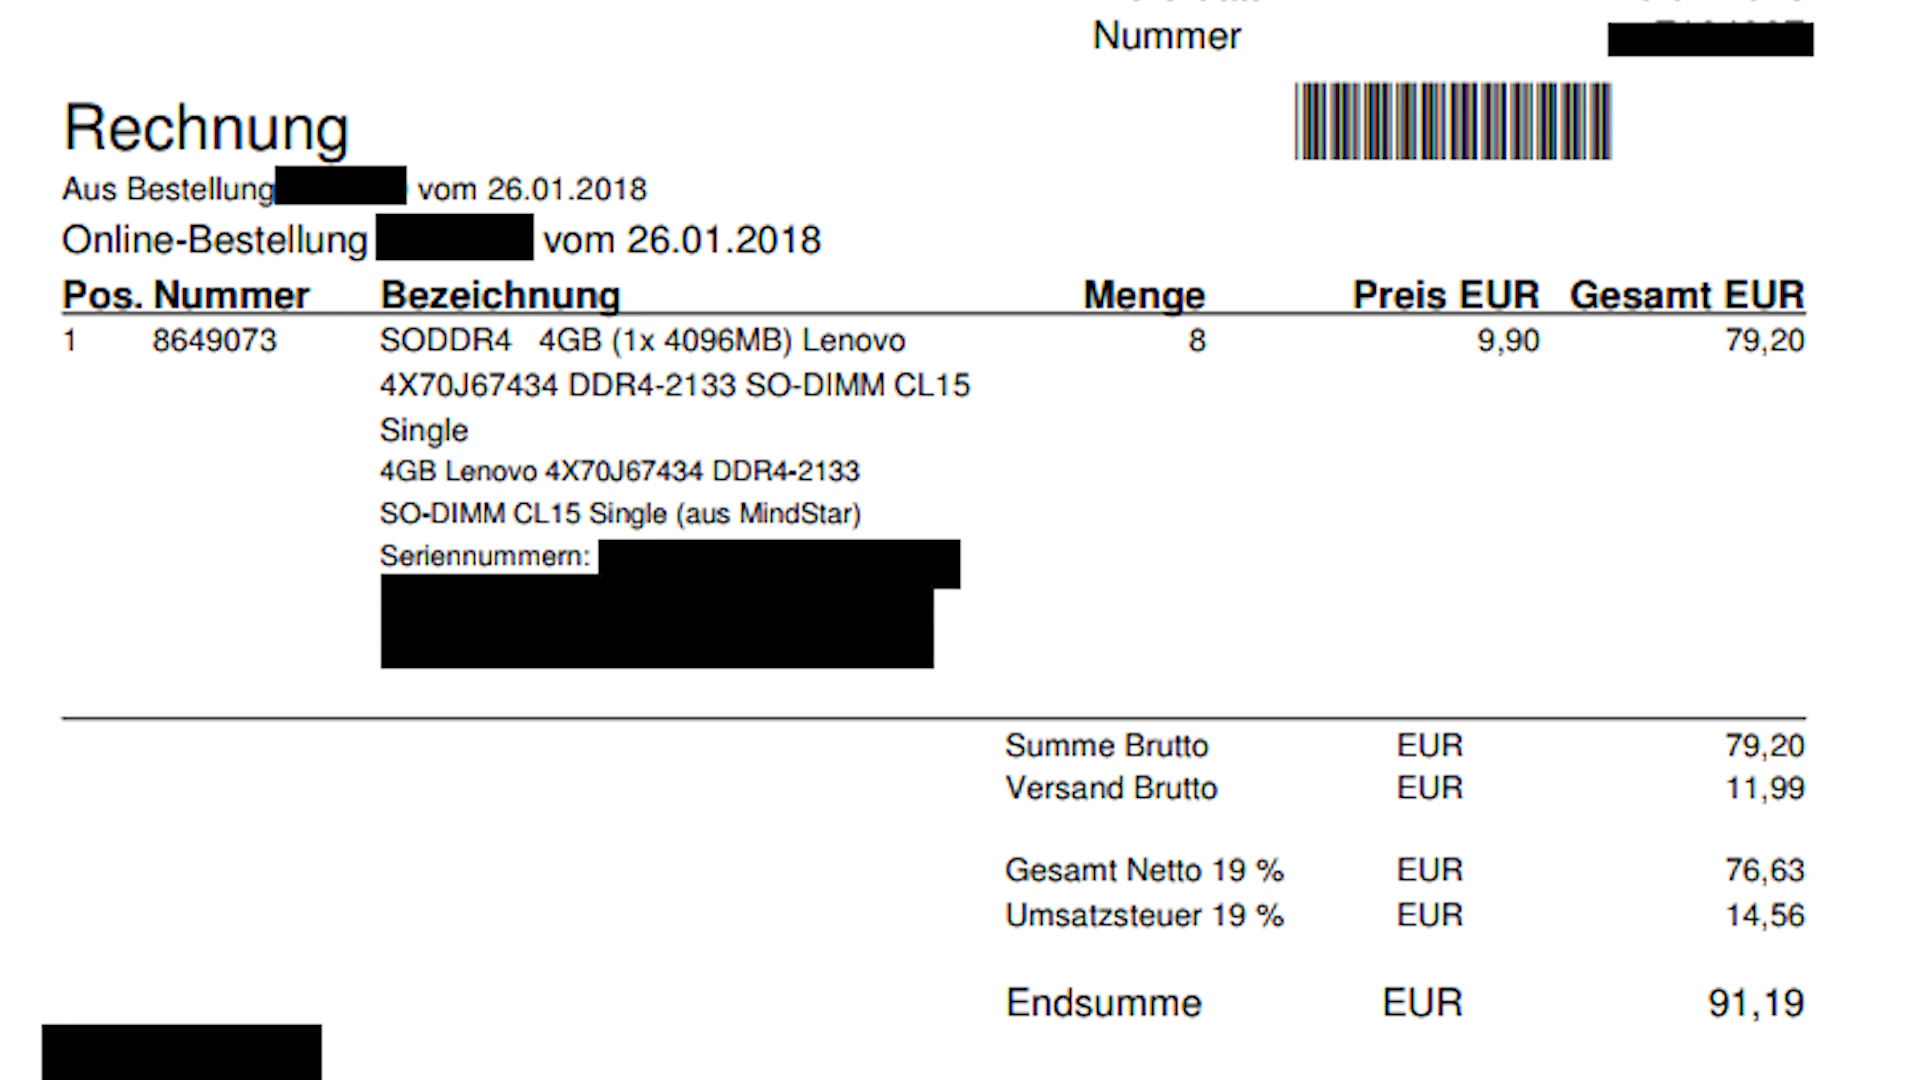 Nummer
Rechnung
Aus Bestellung vom 26.01.2018
Online-Bestellung vom 26.01.2018
Pos. Nummer Bezeichnung Menge Preis EUR Gesamt EUR
1 8649073 SODDR4 4GB (1x 4096MB) Lenovo 8 9,90 79,20
4X70J67434 DDR4-2133 SO-DIMM CL15
Single
4GB Lenovo 4X70J67434 DDR4-2133
SO-DIMM CL15 Single (aus MindStar)
Seriennummern:
Summe Brutto EUR 79,20
Versand Brutto EUR 11,99
Gesamt Netto 19 % EUR 76,63
Umsatzsteuer 19 % EUR 14,56
Endsumme EUR 91,19